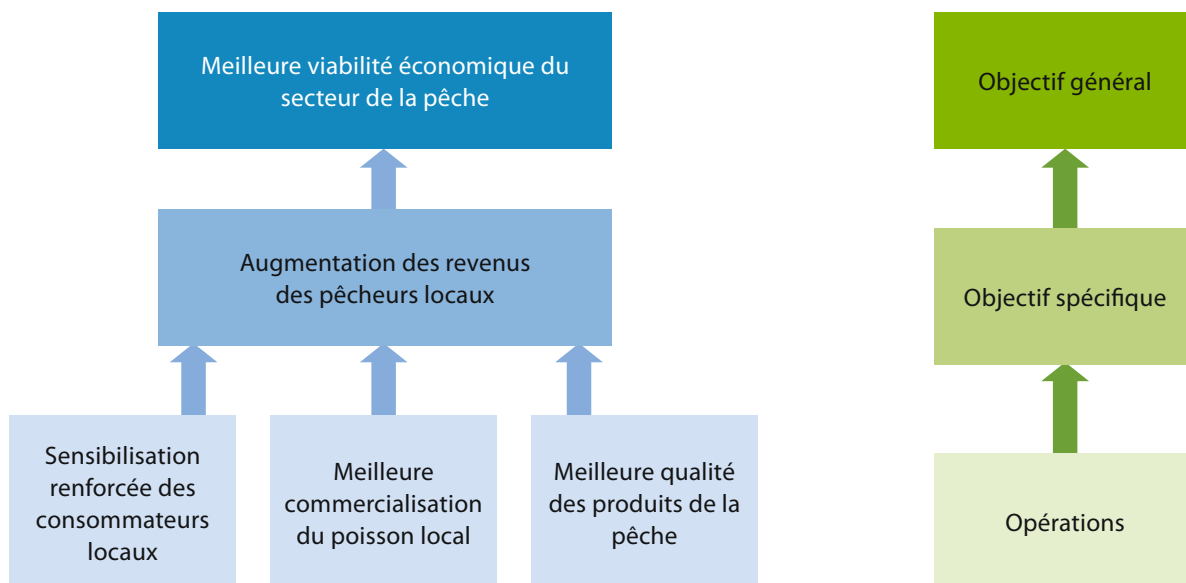 Meilleure viabilité économique du
secteur de la pêche
Objectif général
Augmentation des revenus
des pêcheurs locaux
Objectif spécifique
Sensibilisation
renforcée des
consommateurs
locaux
Meilleure
commercialisation
du poisson local
Meilleure qualité
des produits de la
pêche
Opérations